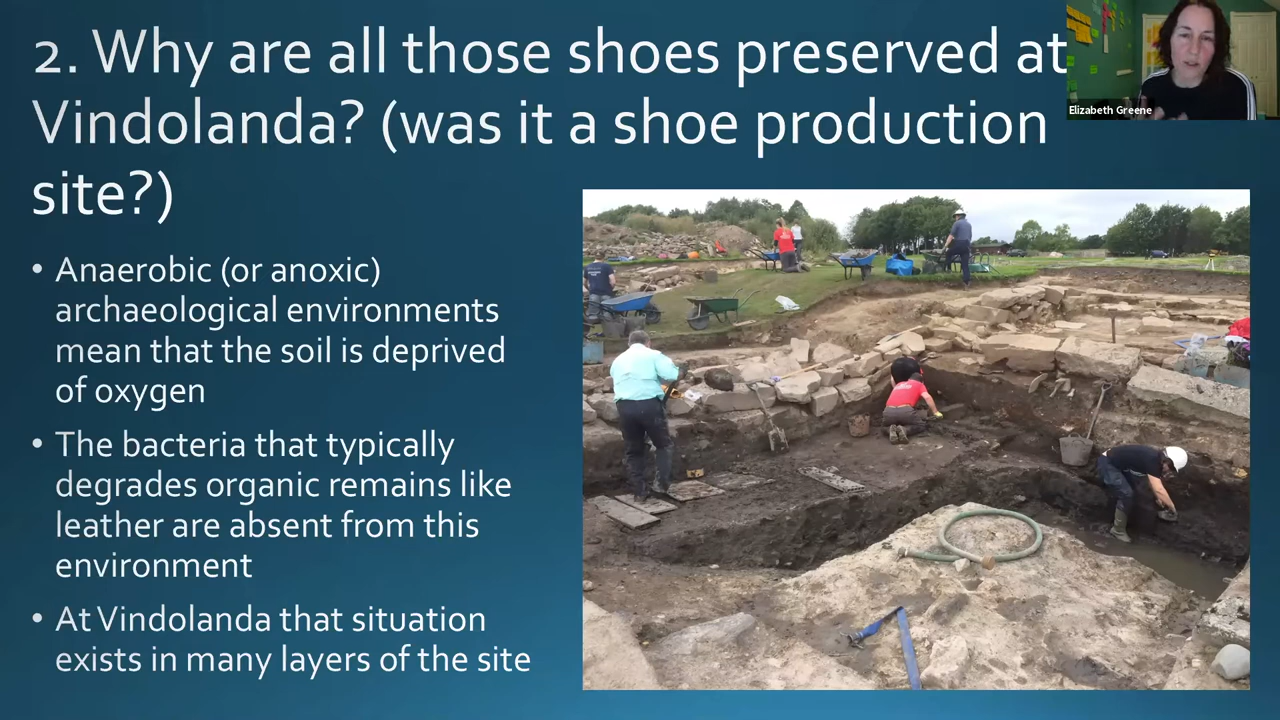 2. Why are all those shoes preserved at
Vindolanda? (was it a shoe production
site?)
Elizabeth Greene
• Anaerobic (or anoxic)
archaeological environments
mean that the soil is deprived
of oxygen
• The bacteria that typically
degrades organic remains like
leather are absent from this
environment
• At Vindolanda that situation
exists in many layers of the site